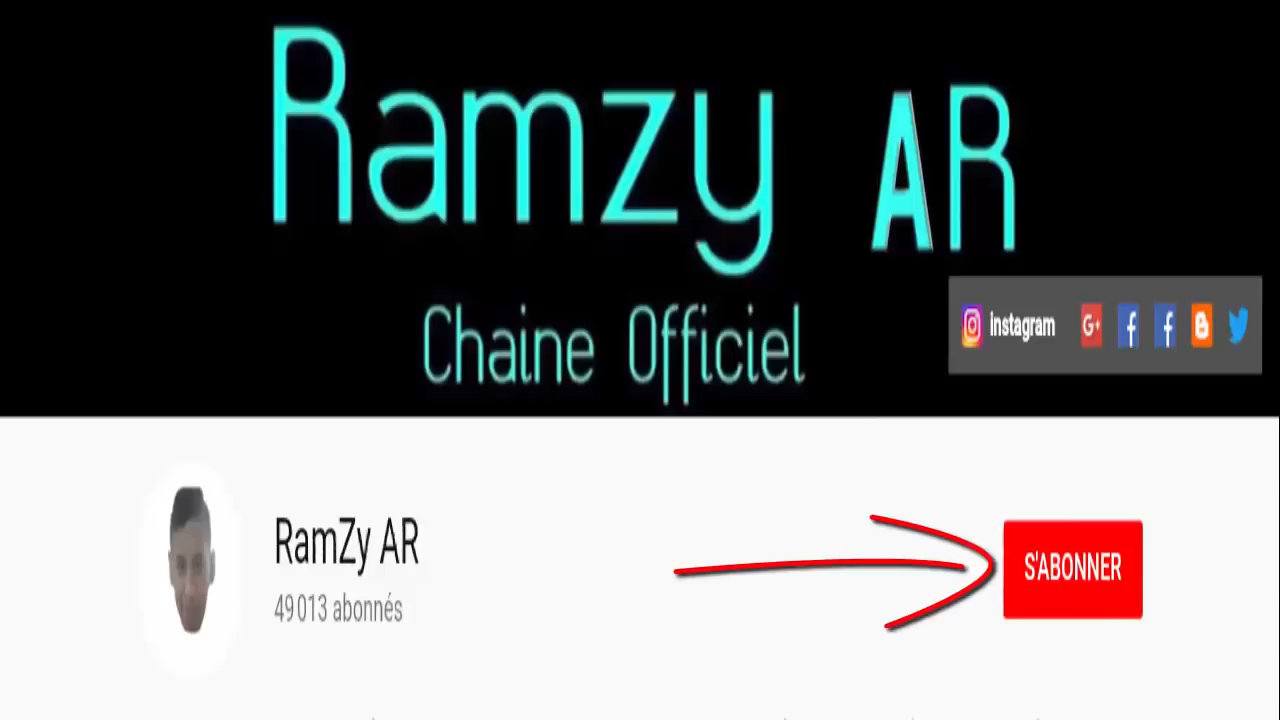 Ramzy AR
Chaine Officiel
instagram
RamZy AR
49 013 abonnés
S'ABONNER